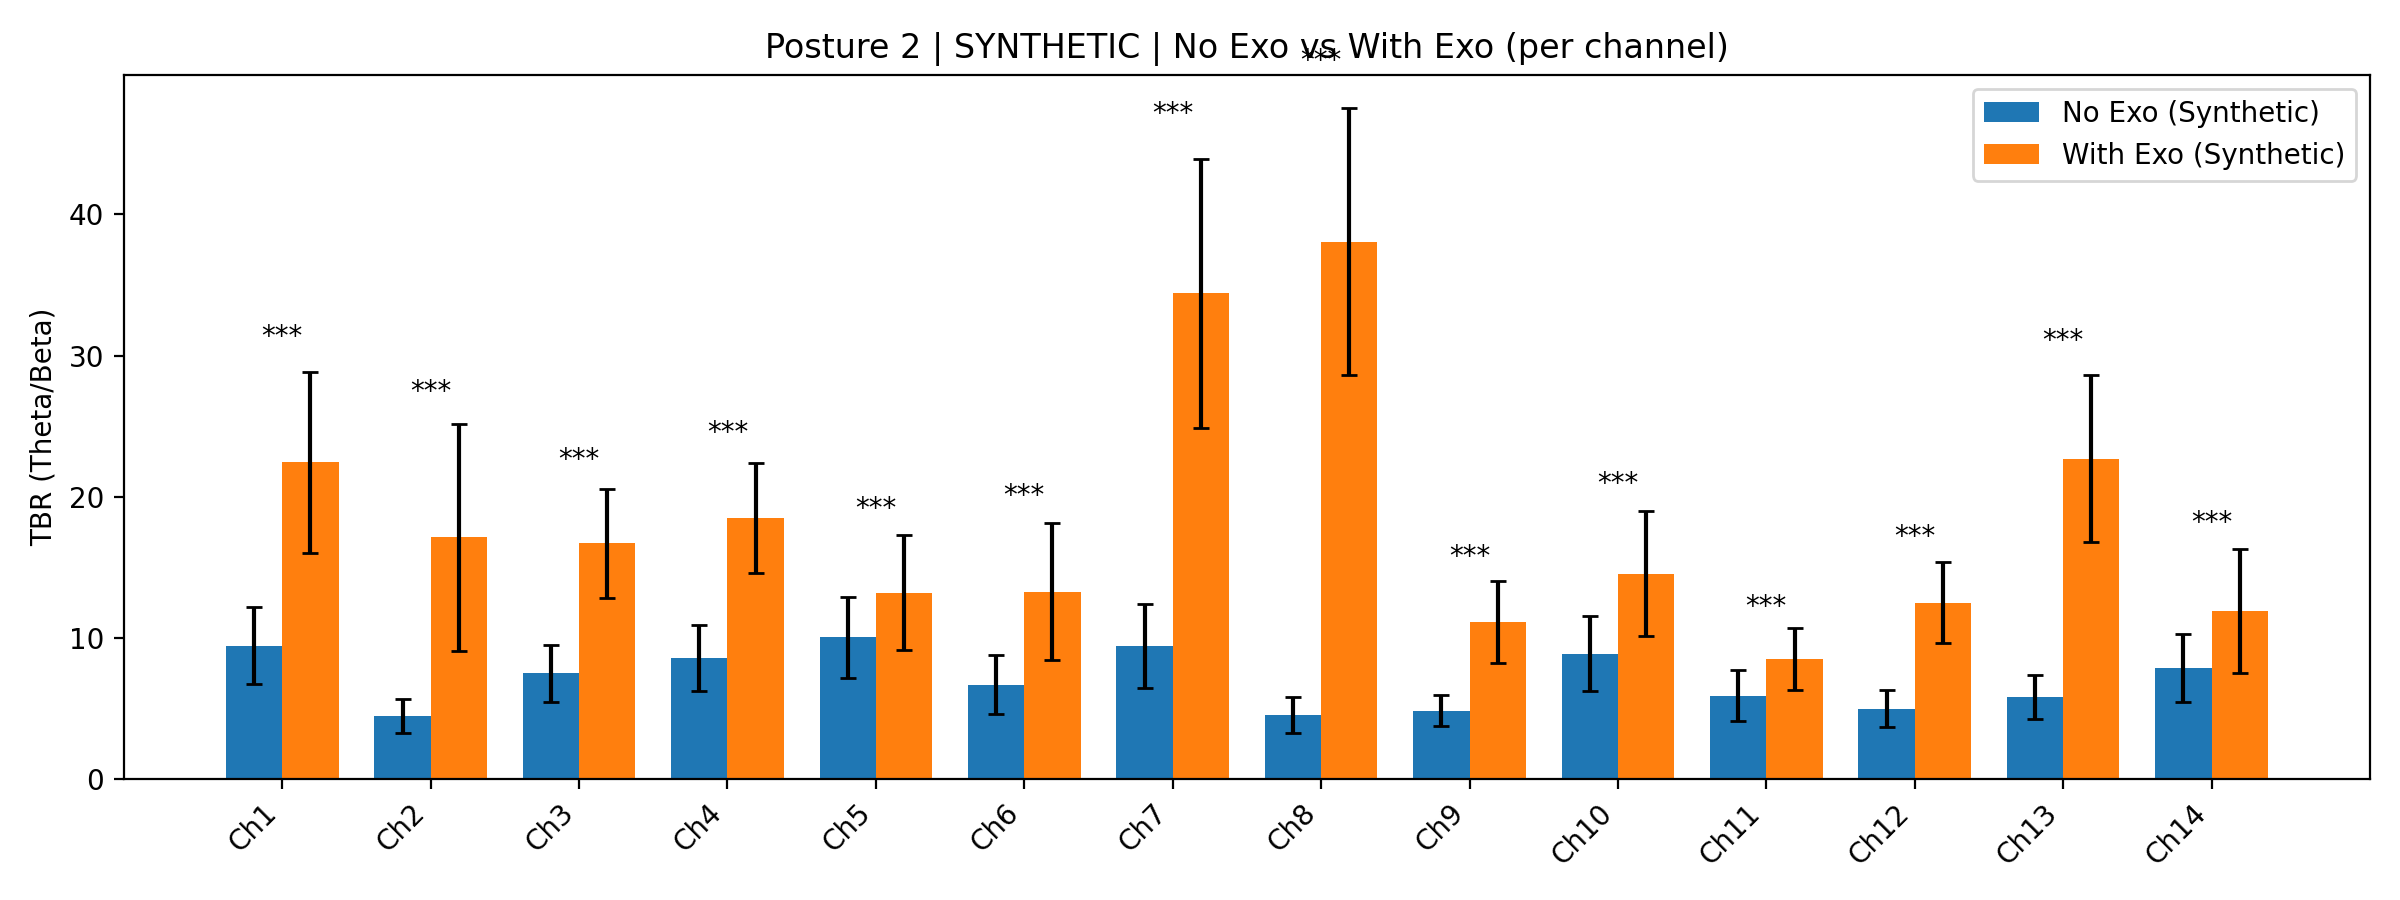 Posture 2 | SYNTHETIC | No Exo vs With Exo (per channel)
***
***
No Exo (Synthetic)
With Exo (Synthetic)
***
***
***
***
***
***
***
***
***
***
***
***
TBR (Theta/Beta)
40
30
20
10
0
Ch1
Ch2
Ch3
Ch4
Ch5
Ch6
Ch7
Ch8
Ch9
Ch10
Ch11
Ch12
Ch13
Ch14